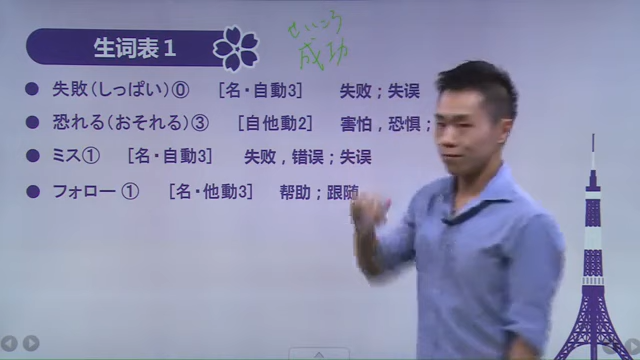 せいこう
成功
生词表1
● 失敗(しっぱい)⓪ [名・自動3] 失败；失误
● 恐れる(おそれる)③ [自他動2] 害怕，恐惧；
● ミス① [名・自動3] 失败，错误；失误
● フォロー① [名・他動3] 帮助；跟随